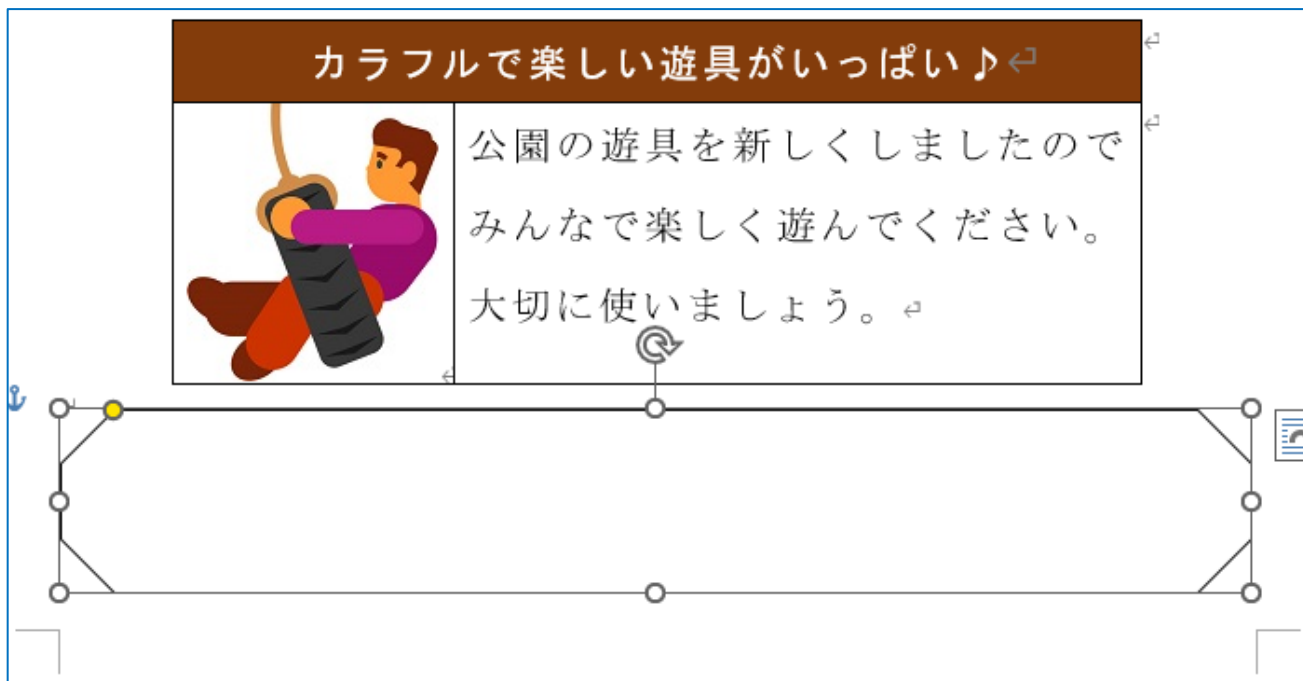 カラフルで楽しい遊具がいっぱい♪
公園の遊具を新しくしましたので
みんなで楽しく遊んでください。
大切に使いましょう。